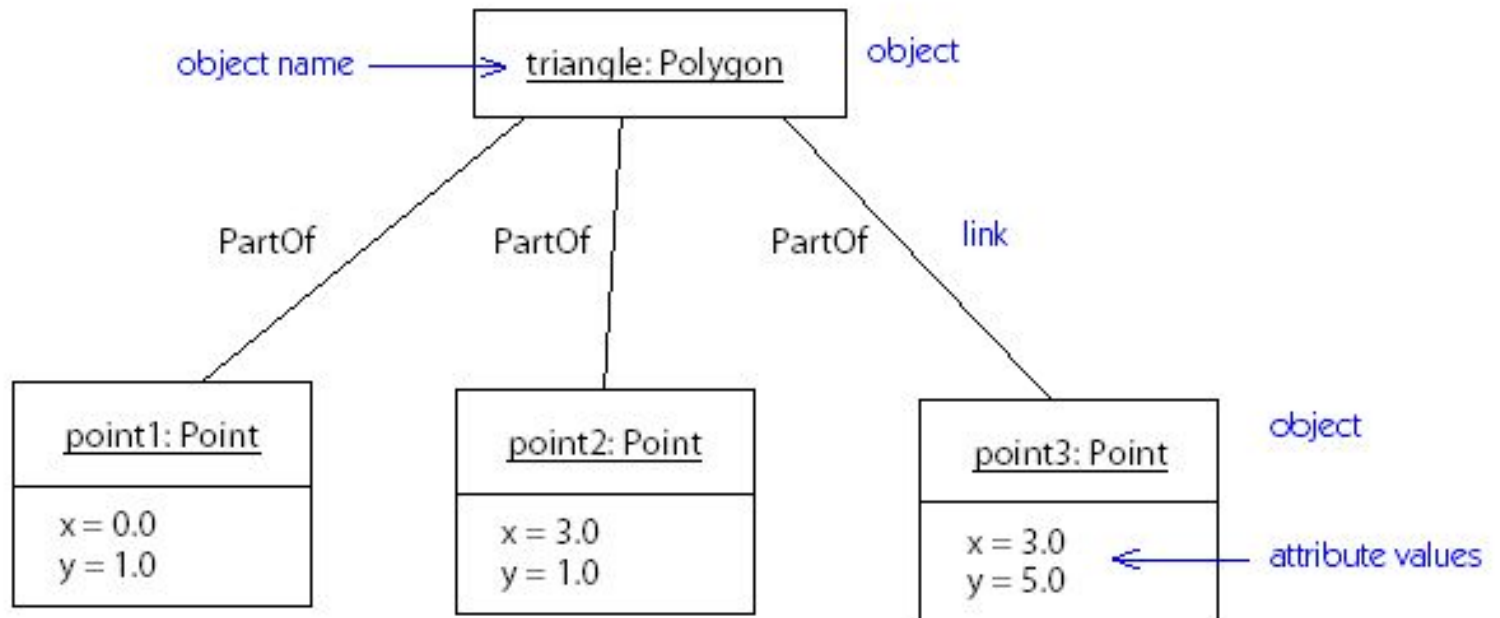 object name
triangle: Polygon
object
PartOf
PartOf
PartOf
link
point1: Point
x = 0.0
y = 1.0
point2: Point
x = 3.0
y = 1.0
point3: Point
x = 3.0
y = 5.0
object
attribute values